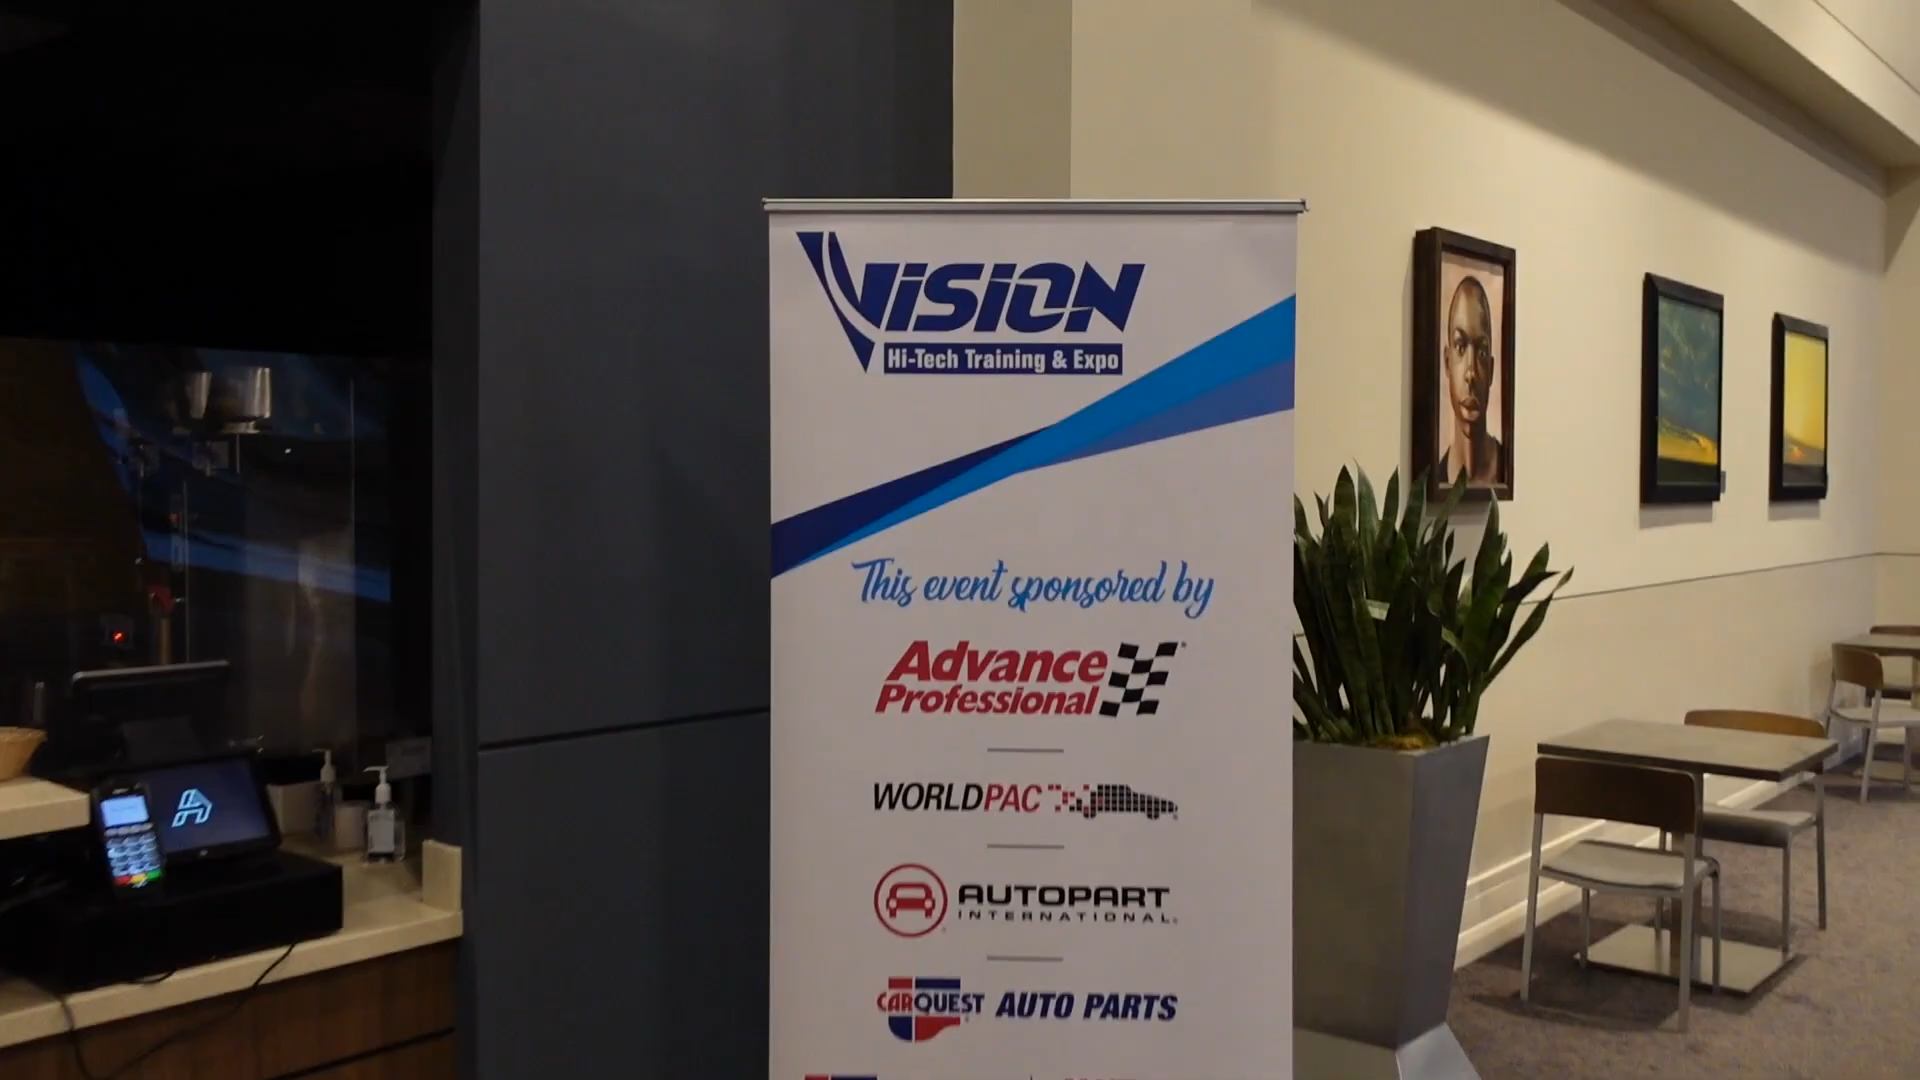 VISION
Hi-Tech Training & Expo
This event sponsored by
Advance
Professional
WORLDPAC
AUTOPART
INTERNATIONAL
CARQUEST AUTO PARTS